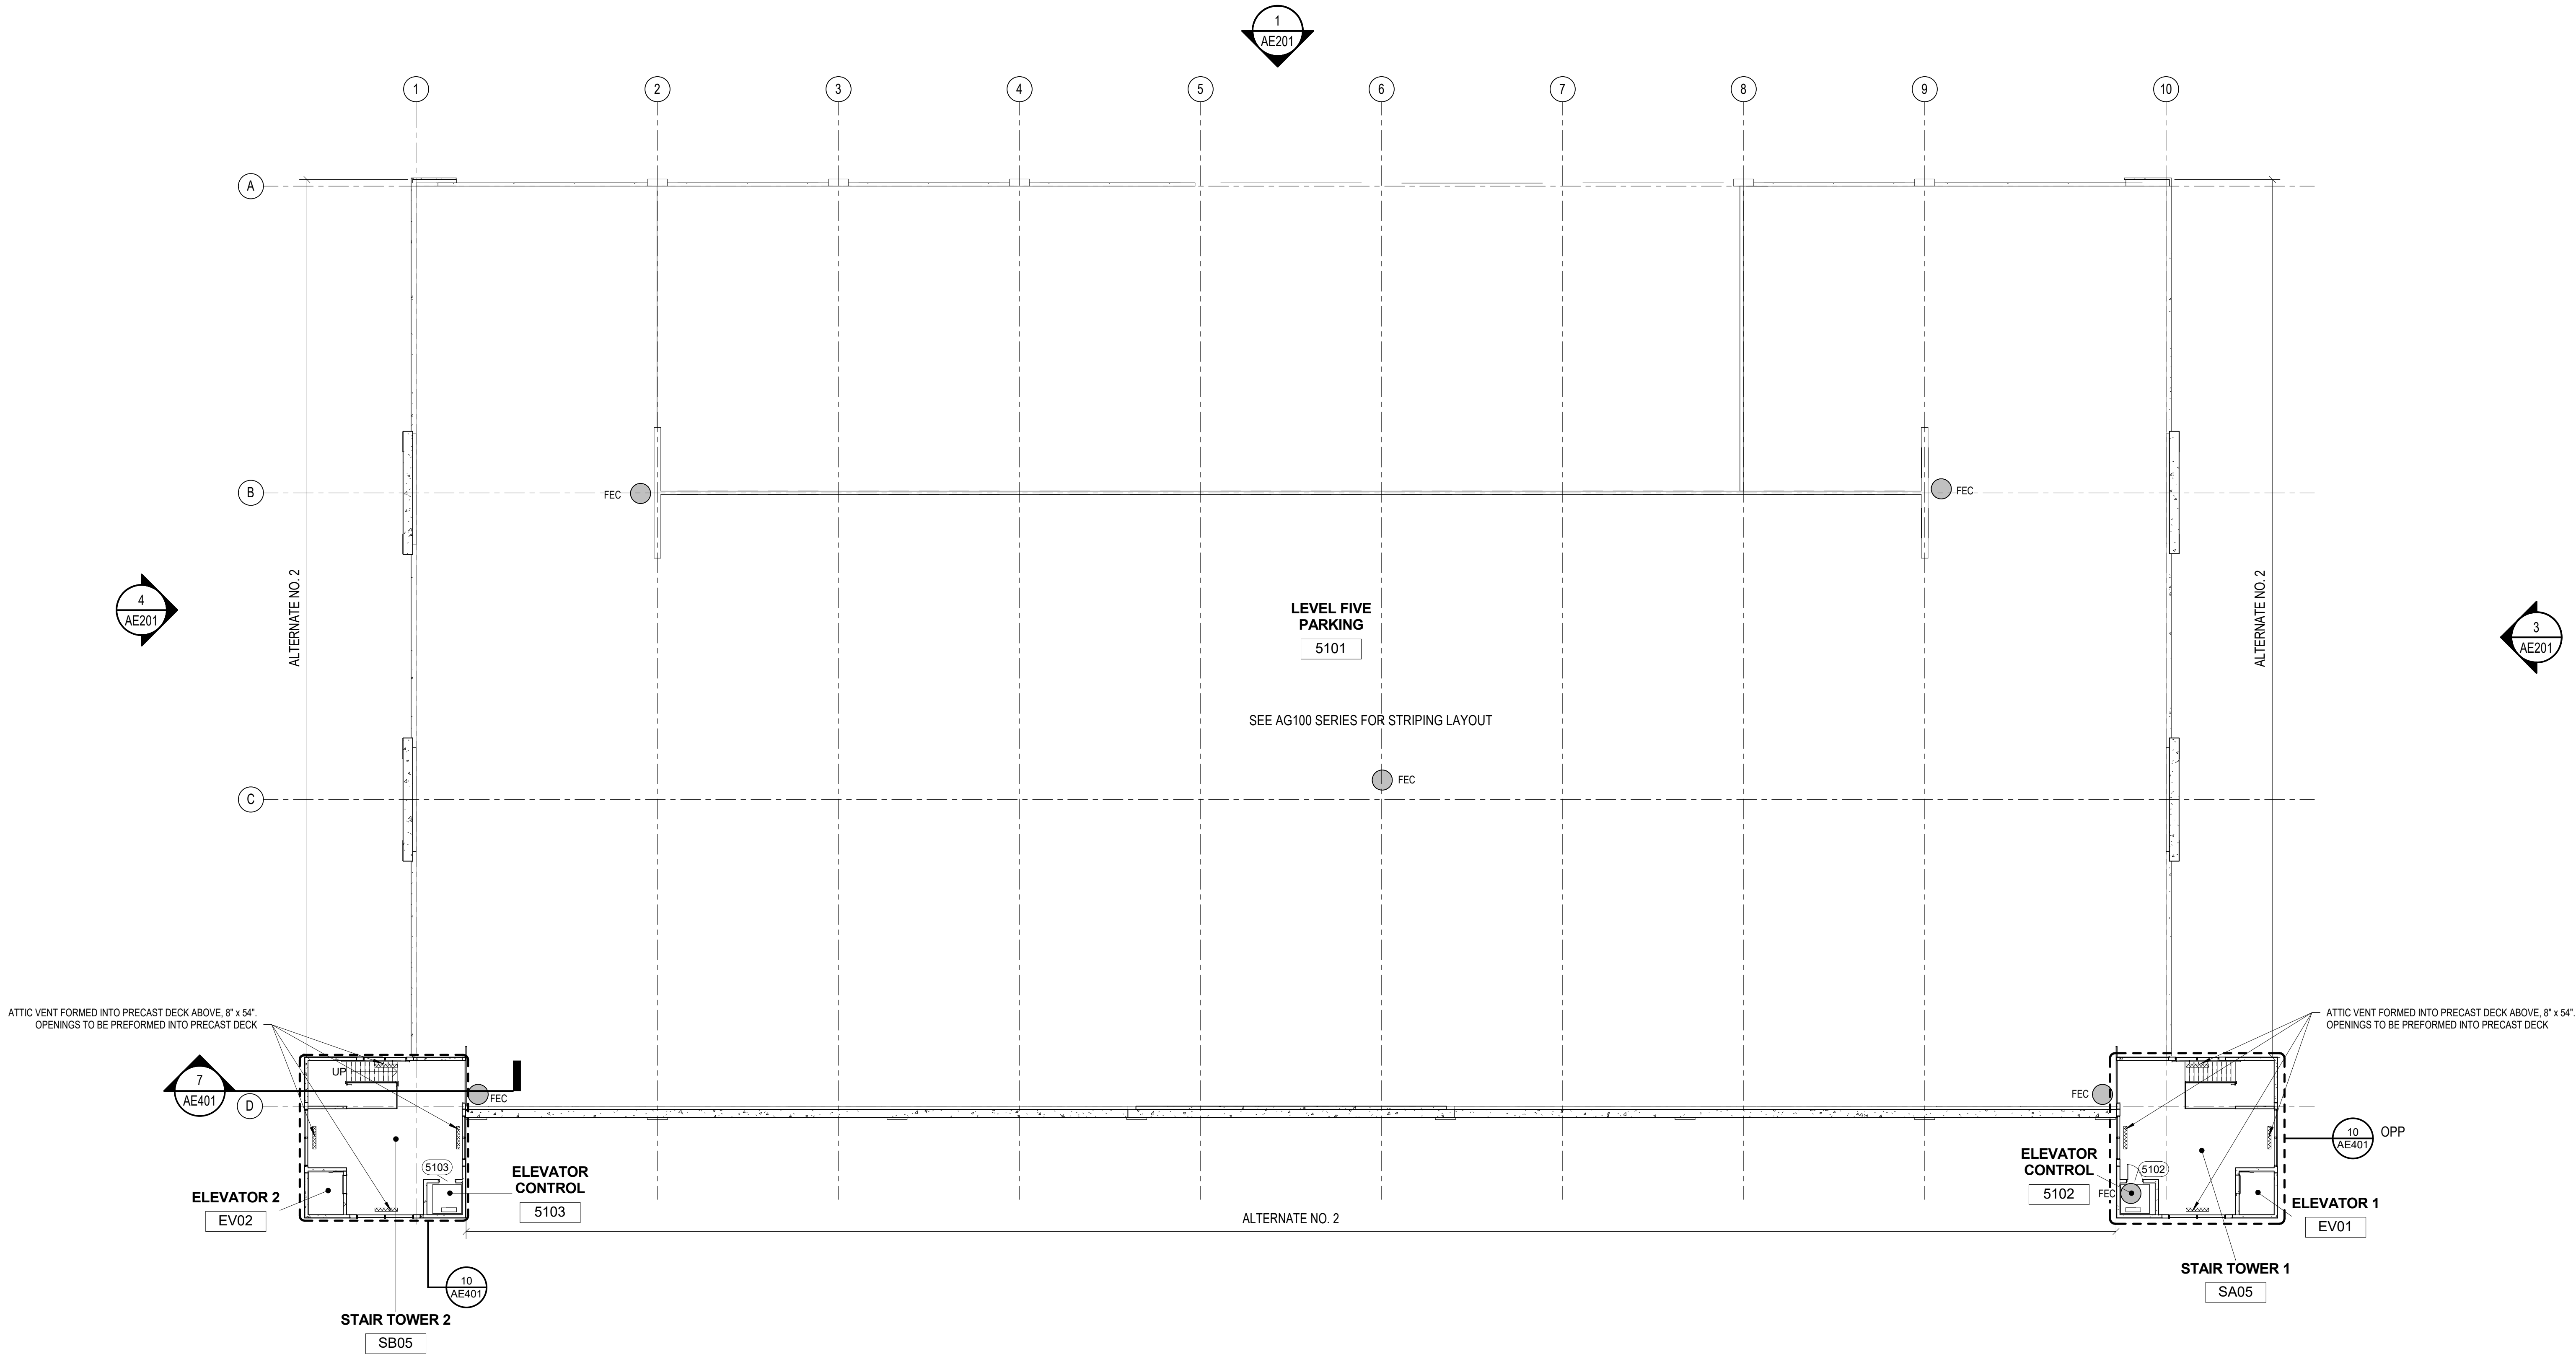 1
AE201
1
2
3
4
5
6
7
8
9
10
A
B
FEC
FEC
ALTERNATE NO. 2
ALTERNATE NO. 2
4
AE201
LEVEL FIVE
PARKING
5101
3
AE201
SEE AG100 SERIES FOR STRIPING LAYOUT
FEC
C
ATTIC VENT FORMED INTO PRECAST DECK ABOVE, 8" x 54".
OPENINGS TO BE PREFORMED INTO PRECAST DECK
ATTIC VENT FORMED INTO PRECAST DECK ABOVE, 8" x 54".
OPENINGS TO BE PREFORMED INTO PRECAST DECK
UP
7
AE401
D
FEC
FEC
10
AE401
OPP
5103
ELEVATOR
CONTROL
5103
ELEVATOR
CONTROL
5102
5102
FEC
ELEVATOR 2
EV02
ELEVATOR 1
EV01
ALTERNATE NO. 2
10
AE401
STAIR TOWER 1
SA05
STAIR TOWER 2
SB05